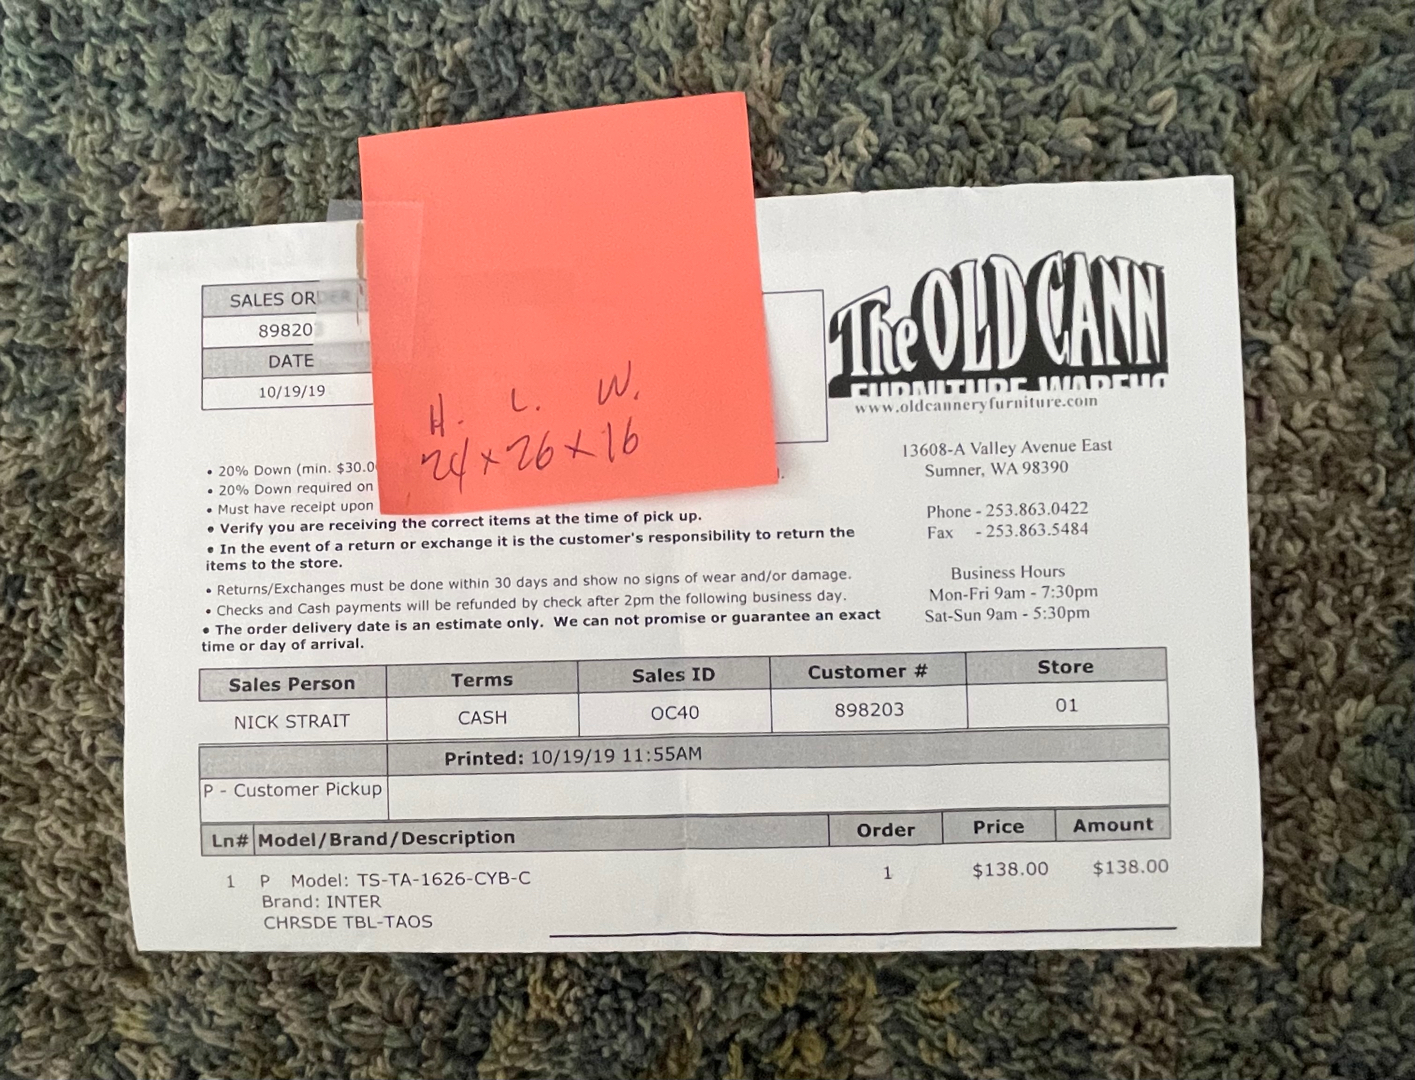 H. L. W.
24 x 26 x 16
SALES ORDER
89820
DATE
10/19/19
The OLD CANN
FURNITURE WAREHO
www.oldcanneryfurniture.com
13608-A Valley Avenue East
Sumner, WA 98390
Phone - 253.863.0422
Fax - 253.863.5484
Business Hours
Mon-Fri 9am - 7:30pm
Sat-Sun 9am - 5:30pm
• 20% Down (min. $30.0
• 20% Down required on
• Must have receipt upon
• Verify you are receiving the correct items at the time of pick up.
• In the event of a return or exchange it is the customer's responsibility to return the
items to the store.
• Returns/Exchanges must be done within 30 days and show no signs of wear and/or damage.
• Checks and Cash payments will be refunded by check after 2pm the following business day.
• The order delivery date is an estimate only. We can not promise or guarantee an exact
time or day of arrival.
Sales Person Terms Sales ID Customer # Store
NICK STRAIT CASH OC40 898203 01
Printed: 10/19/19 11:55AM
P - Customer Pickup
Ln# Model/Brand/Description Order Price Amount
1 P Model: TS-TA-1626-CYB-C 1 $138.00 $138.00
Brand: INTER
CHRSDE TBL-TAOS